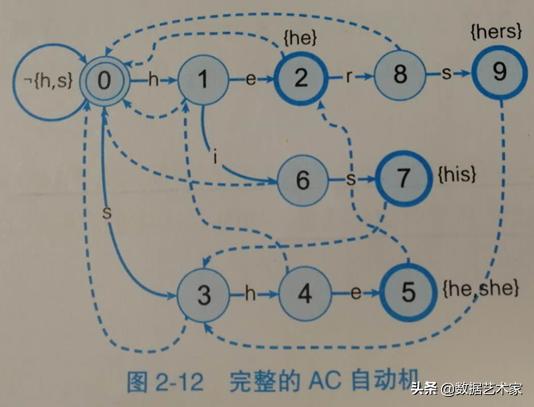 {he}
{hers}
¬{h,s} 0 h 1 e 2 r 8 s 9
i
6 s 7 {his}
s
3 h 4 e 5 {he,she}
图 2-12 完整的 AC 自动机
头条 @数据艺术家